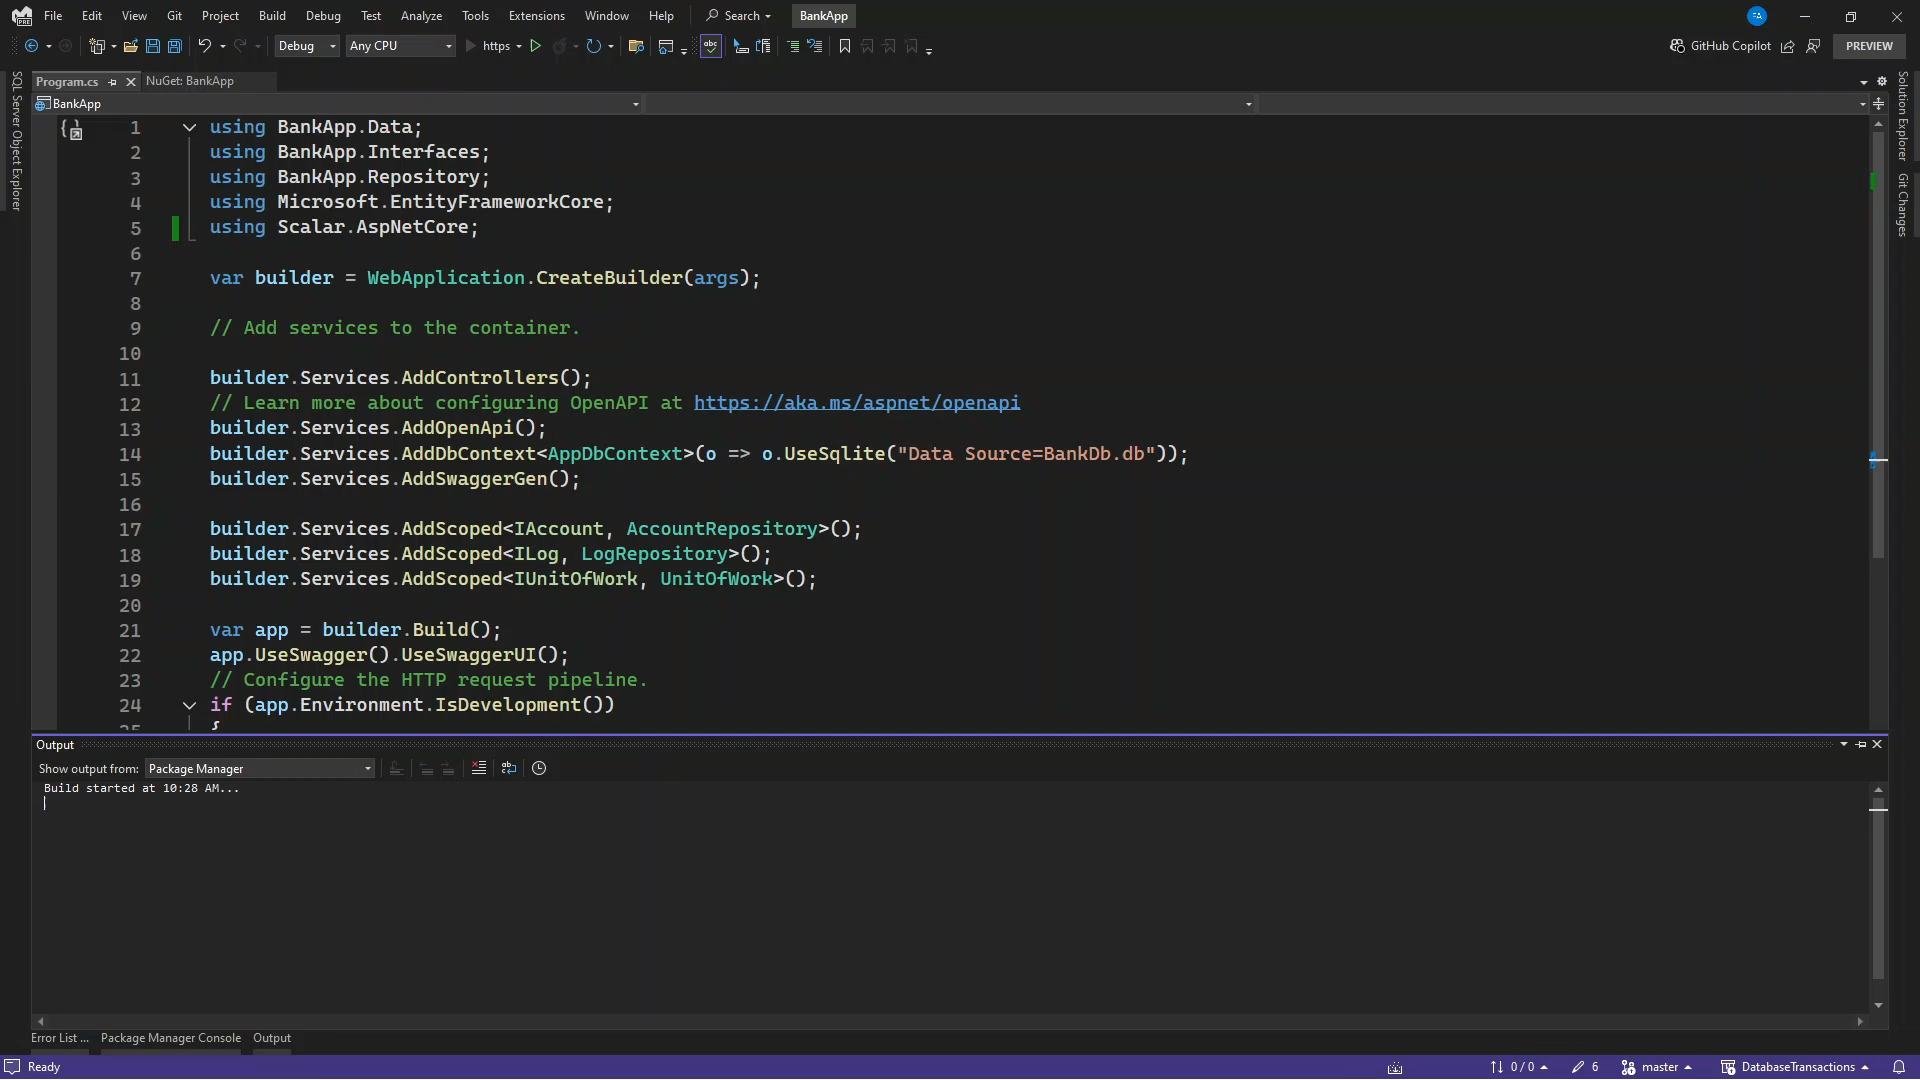 File Edit View Git Project Build Debug Test Analyze Tools Extensions Window Help Search BankApp FA
Debug Any CPU https GitHub Copilot PREVIEW
Program.cs NuGet: BankApp
BankApp
SQL Server Object Explorer
Solution Explorer
Git Changes
1 using BankApp.Data;
2 using BankApp.Interfaces;
3 using BankApp.Repository;
4 using Microsoft.EntityFrameworkCore;
5 using Scalar.AspNetCore;
6
7 var builder = WebApplication.CreateBuilder(args);
8
9 // Add services to the container.
10
11 builder.Services.AddControllers();
12 // Learn more about configuring OpenAPI at https://aka.ms/aspnet/openapi
13 builder.Services.AddOpenApi();
14 builder.Services.AddDbContext<AppDbContext>(o => o.UseSqlite("Data Source=BankDb.db"));
15 builder.Services.AddSwaggerGen();
16
17 builder.Services.AddScoped<IAccount, AccountRepository>();
18 builder.Services.AddScoped<ILog, LogRepository>();
19 builder.Services.AddScoped<IUnitOfWork, UnitOfWork>();
20
21 var app = builder.Build();
22 app.UseSwagger().UseSwaggerUI();
23 // Configure the HTTP request pipeline.
24 if (app.Environment.IsDevelopment())
25 {
Output
Show output from: Package Manager
Build started at 10:28 AM...
Error List ... Package Manager Console Output
Ready 0 / 0 6 master DatabaseTransactions